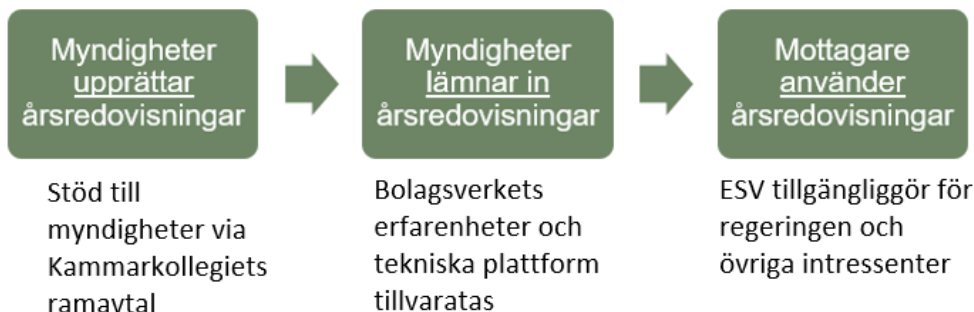 Myndigheter
upprättar
årsredovisningar
Myndigheter
lämnar in
årsredovisningar
Mottagare
använder
årsredovisningar
Stöd till
myndigheter via
Kammarkollegiets
ramavtal
Bolagsverkets
erfarenheter och
tekniska plattform
tillvaratas
ESV tillgängliggör för
regeringen och
övriga intressenter